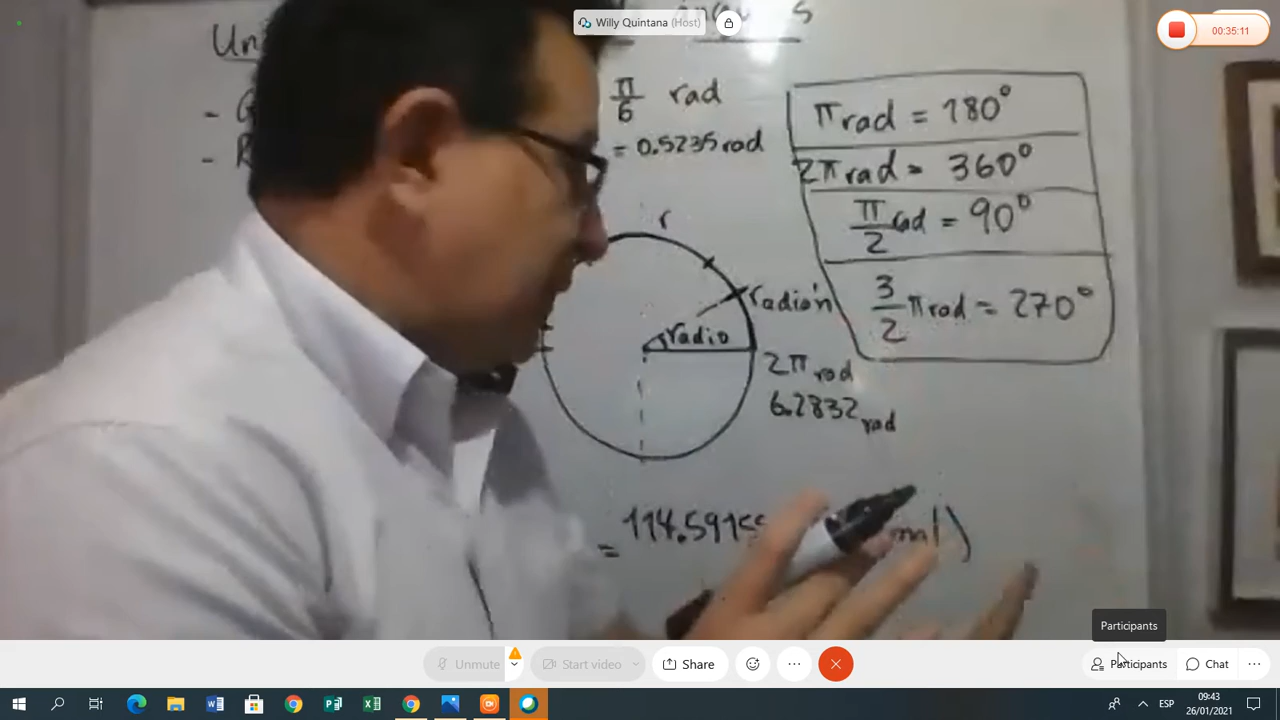 Willy Quintana (Host)
00:35:11
Un
π/6 rad
= 0.5235 rad
π rad = 180°
2π rad = 360°
π/2 rad = 90°
3/2 π rad = 270°
r
radián
radio
2π rad
6.2832 rad
= 114.59155
Participants
Unmute
Start video
Share
Participants
Chat
ESP
09:43
26/01/2021